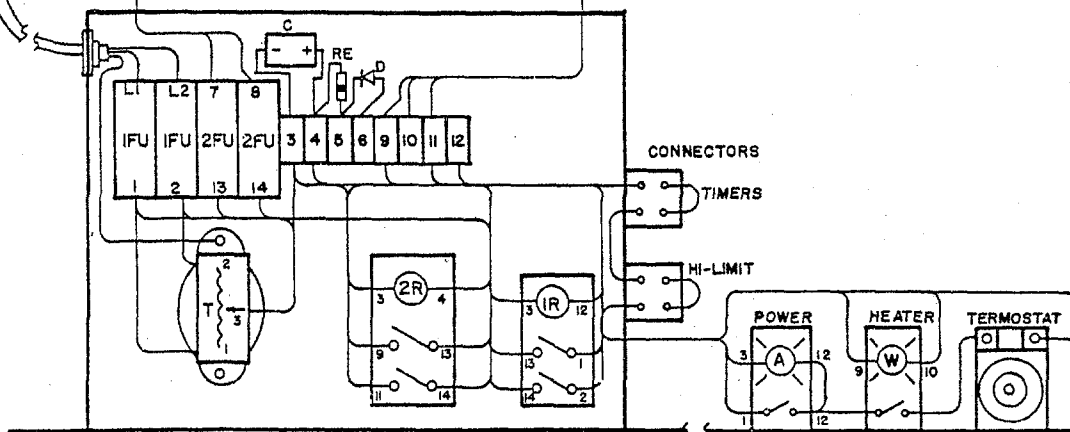 C
- +
RE
D
L1 L2 7 8
1FU 1FU 2FU 2FU 3 4 5 6 9 10 11 12
1 2 13 14
CONNECTORS
TIMERS
HI-LIMIT
2
T 3
1
3 2R 4
9 13
11 14
3 1R 12
13 1
14 2
POWER HEATER TERMOSTAT
3 A 12 9 W 10
1 12